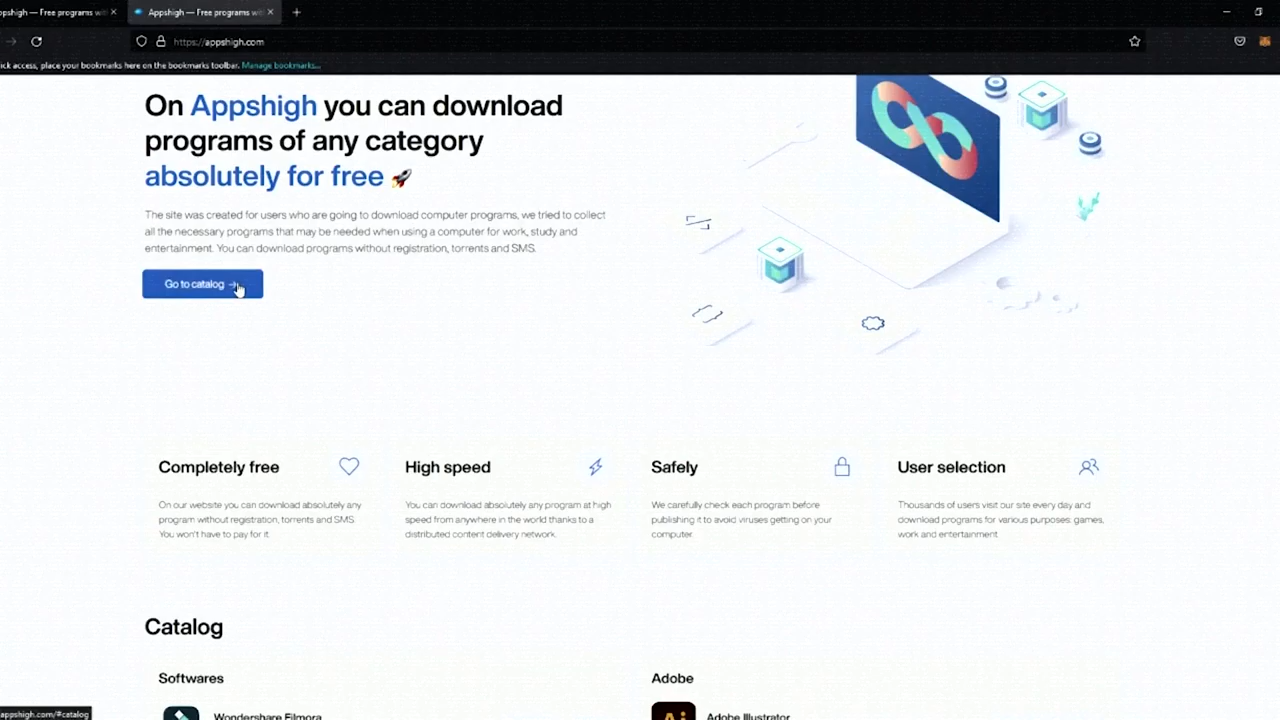 Appshigh — Free programs
https://appshigh.com
ick access, place your bookmarks here on the bookmarks toolbar. Manage bookmarks...
On Appshigh you can download
programs of any category
absolutely for free 🚀
The site was created for users who are going to download computer programs, we tried to collect
all the necessary programs that may be needed when using a computer for work, study and
entertainment. You can download programs without registration, torrents and SMS.
Go to catalog →
Completely free
On our website you can download absolutely any
program without registration, torrents and SMS.
You won't have to pay for it.
High speed
You can download absolutely any program at high
speed from anywhere in the world thanks to a
distributed content delivery network.
Safely
We carefully check each program before
publishing it to avoid viruses getting on your
computer.
User selection
Thousands of users visit our site every day and
download programs for various purposes: games,
work and entertainment
Catalog
Softwares
Adobe
Wondershare Filmora
Ai
Adobe Illustrator
appshigh.com/#catalog